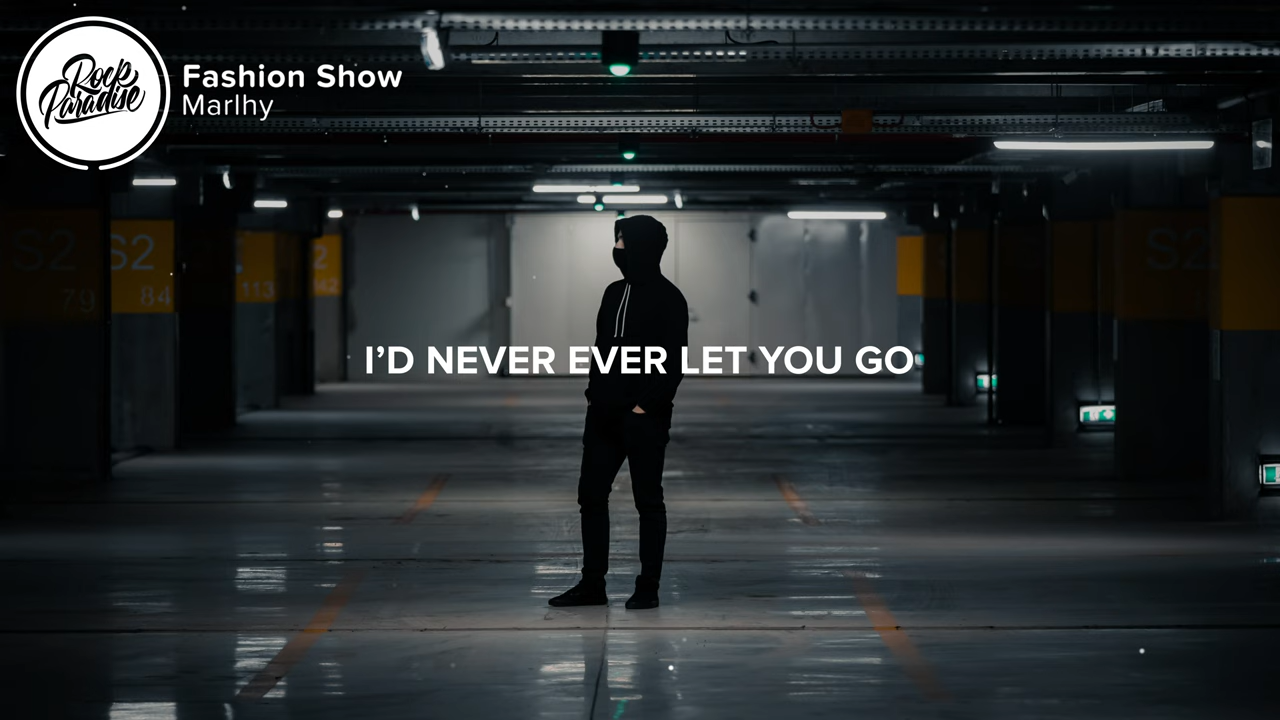 Rock
Paradise
Fashion Show
Marlhy
S2
79
S2
84
113
2
S2
I’D NEVER EVER LET YOU GO